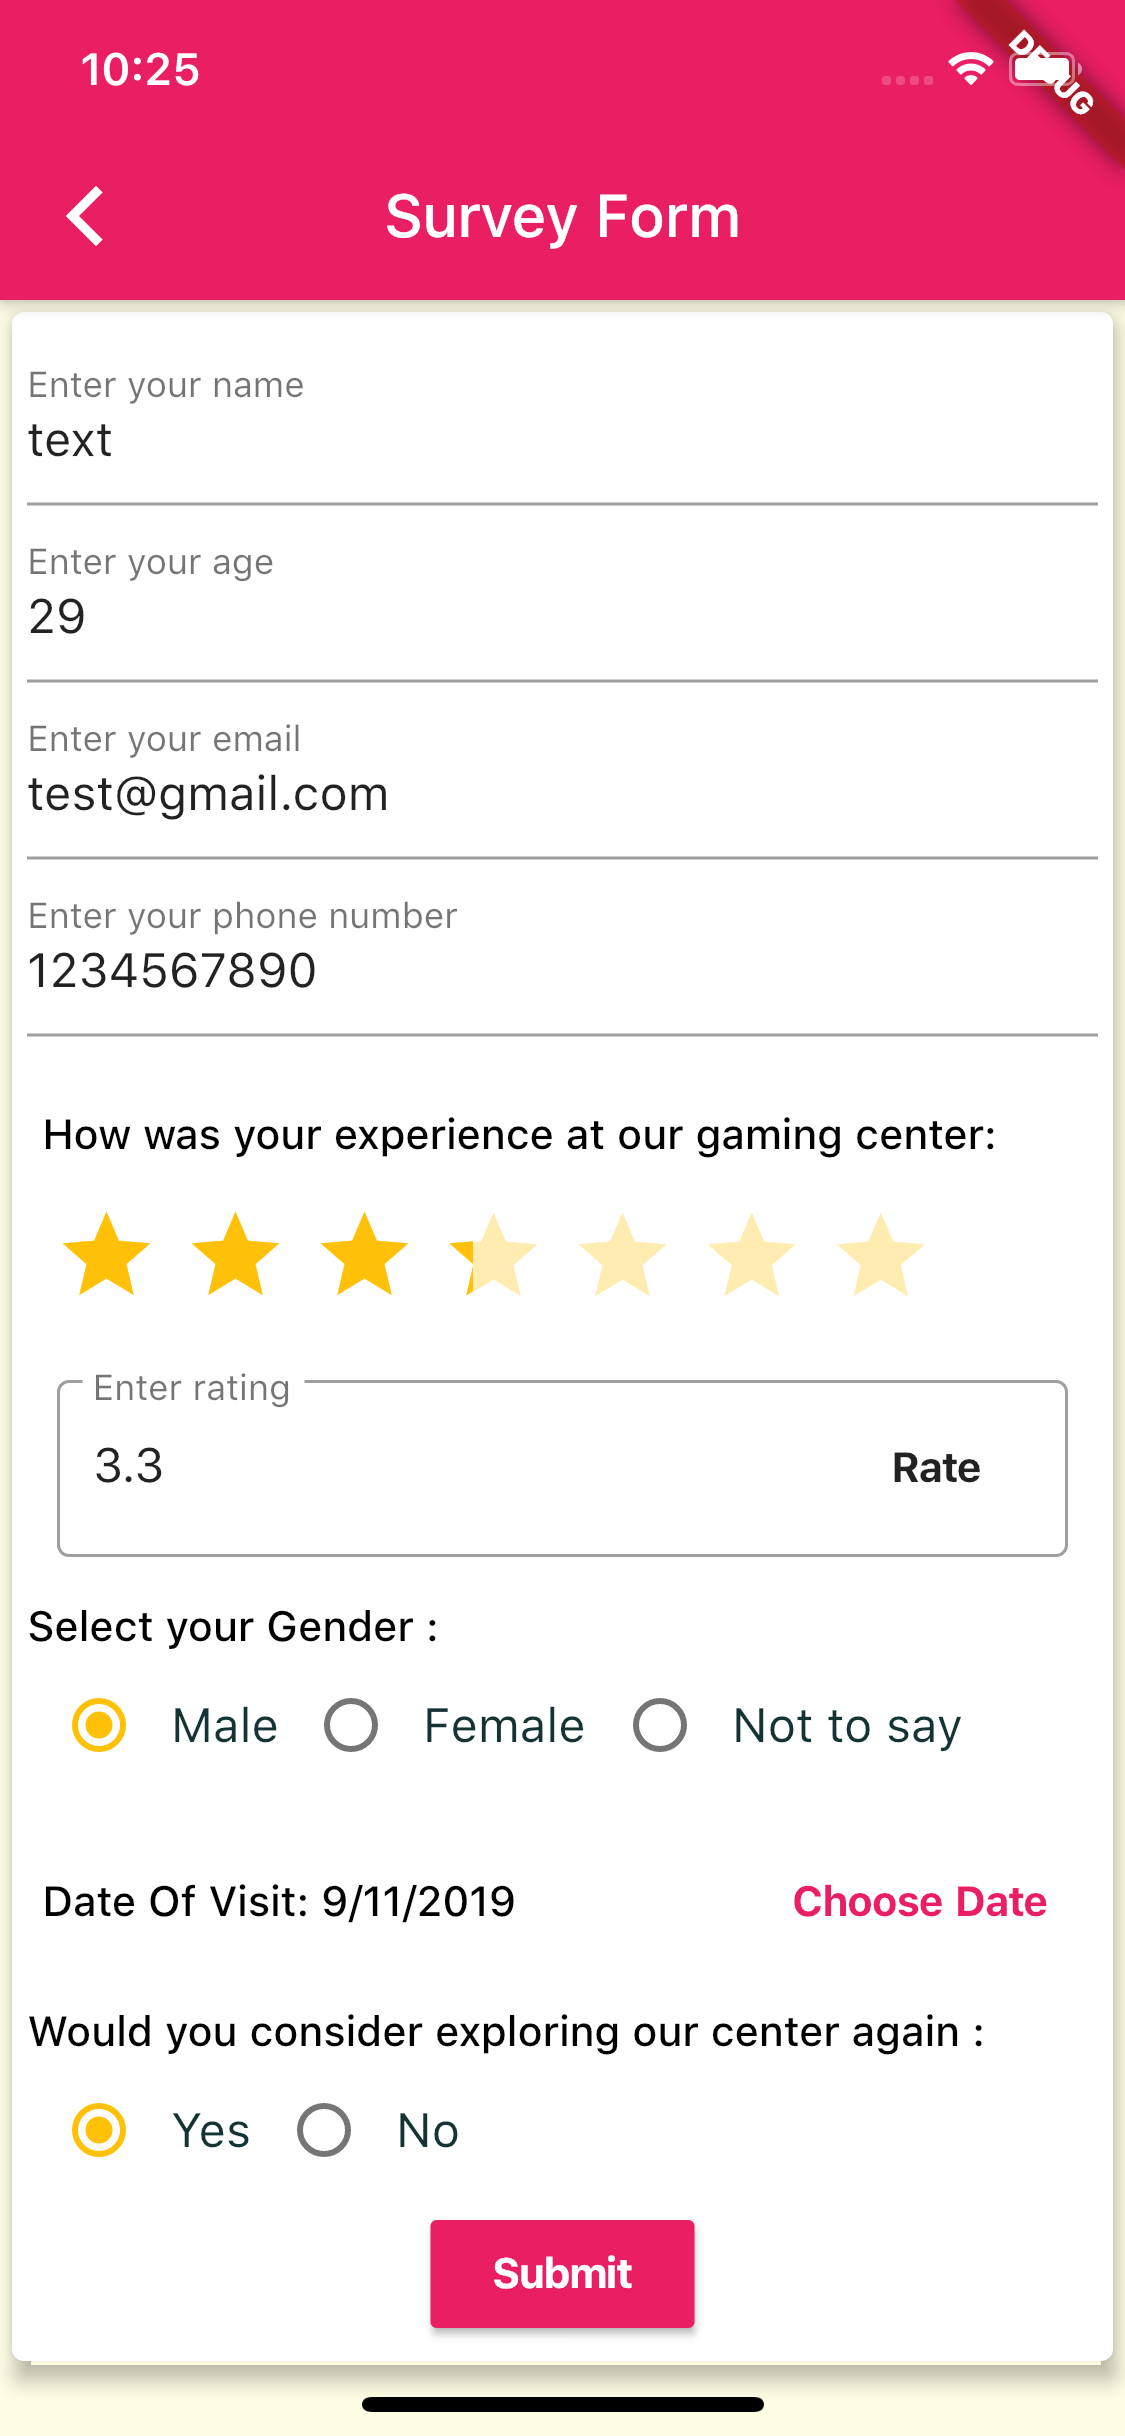 10:25
DEBUG
Survey Form
Enter your name
text
Enter your age
29
Enter your email
test@gmail.com
Enter your phone number
1234567890
How was your experience at our gaming center:
Enter rating
3.3 Rate
Select your Gender :
Male Female Not to say
Date Of Visit: 9/11/2019 Choose Date
Would you consider exploring our center again :
Yes No
Submit